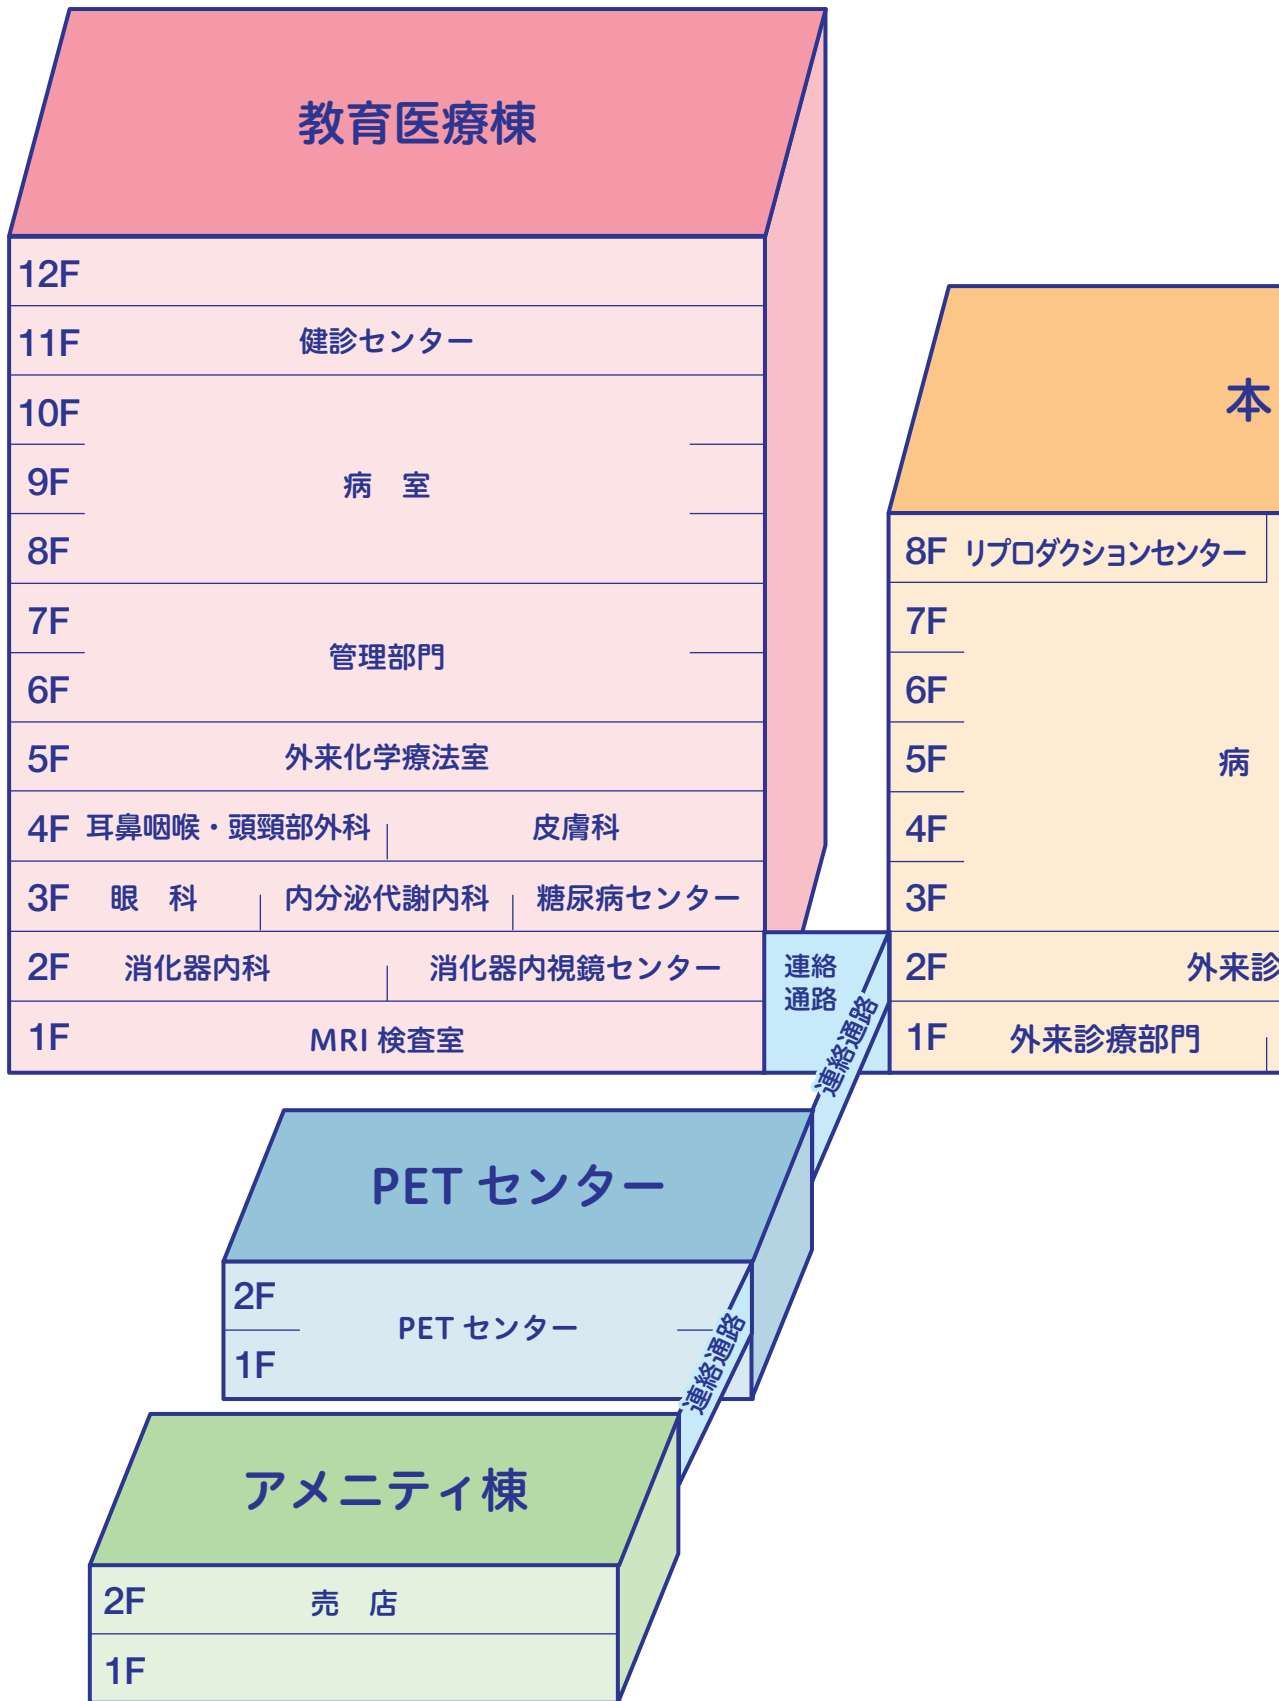 教育医療棟
12F
11F 健診センター
10F
9F 病　室
8F
7F
管理部門
6F
5F 外来化学療法室
4F 耳鼻咽喉・頭頸部外科 皮膚科
3F 眼　科 内分泌代謝内科 糖尿病センター
2F 消化器内科 消化器内視鏡センター
1F MRI 検査室
連絡
通路
連絡通路
本
8F リプロダクションセンター
7F
6F
5F 病
4F
3F
2F 外来診
1F 外来診療部門
PET センター
2F
PET センター
1F
連絡通路
アメニティ棟
2F 売　店
1F